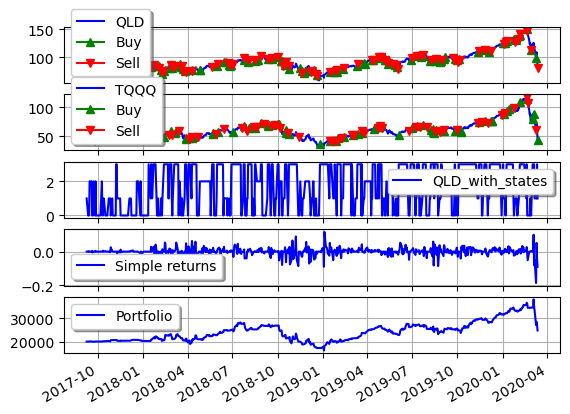 150
100
QLD
Buy
Sell
100
50
TQQQ
Buy
Sell
2
0
QLD_with_states
0.0
−0.2
Simple returns
30000
20000
Portfolio
2017-10 2018-01 2018-04 2018-07 2018-10 2019-01 2019-04 2019-07 2019-10 2020-01 2020-04